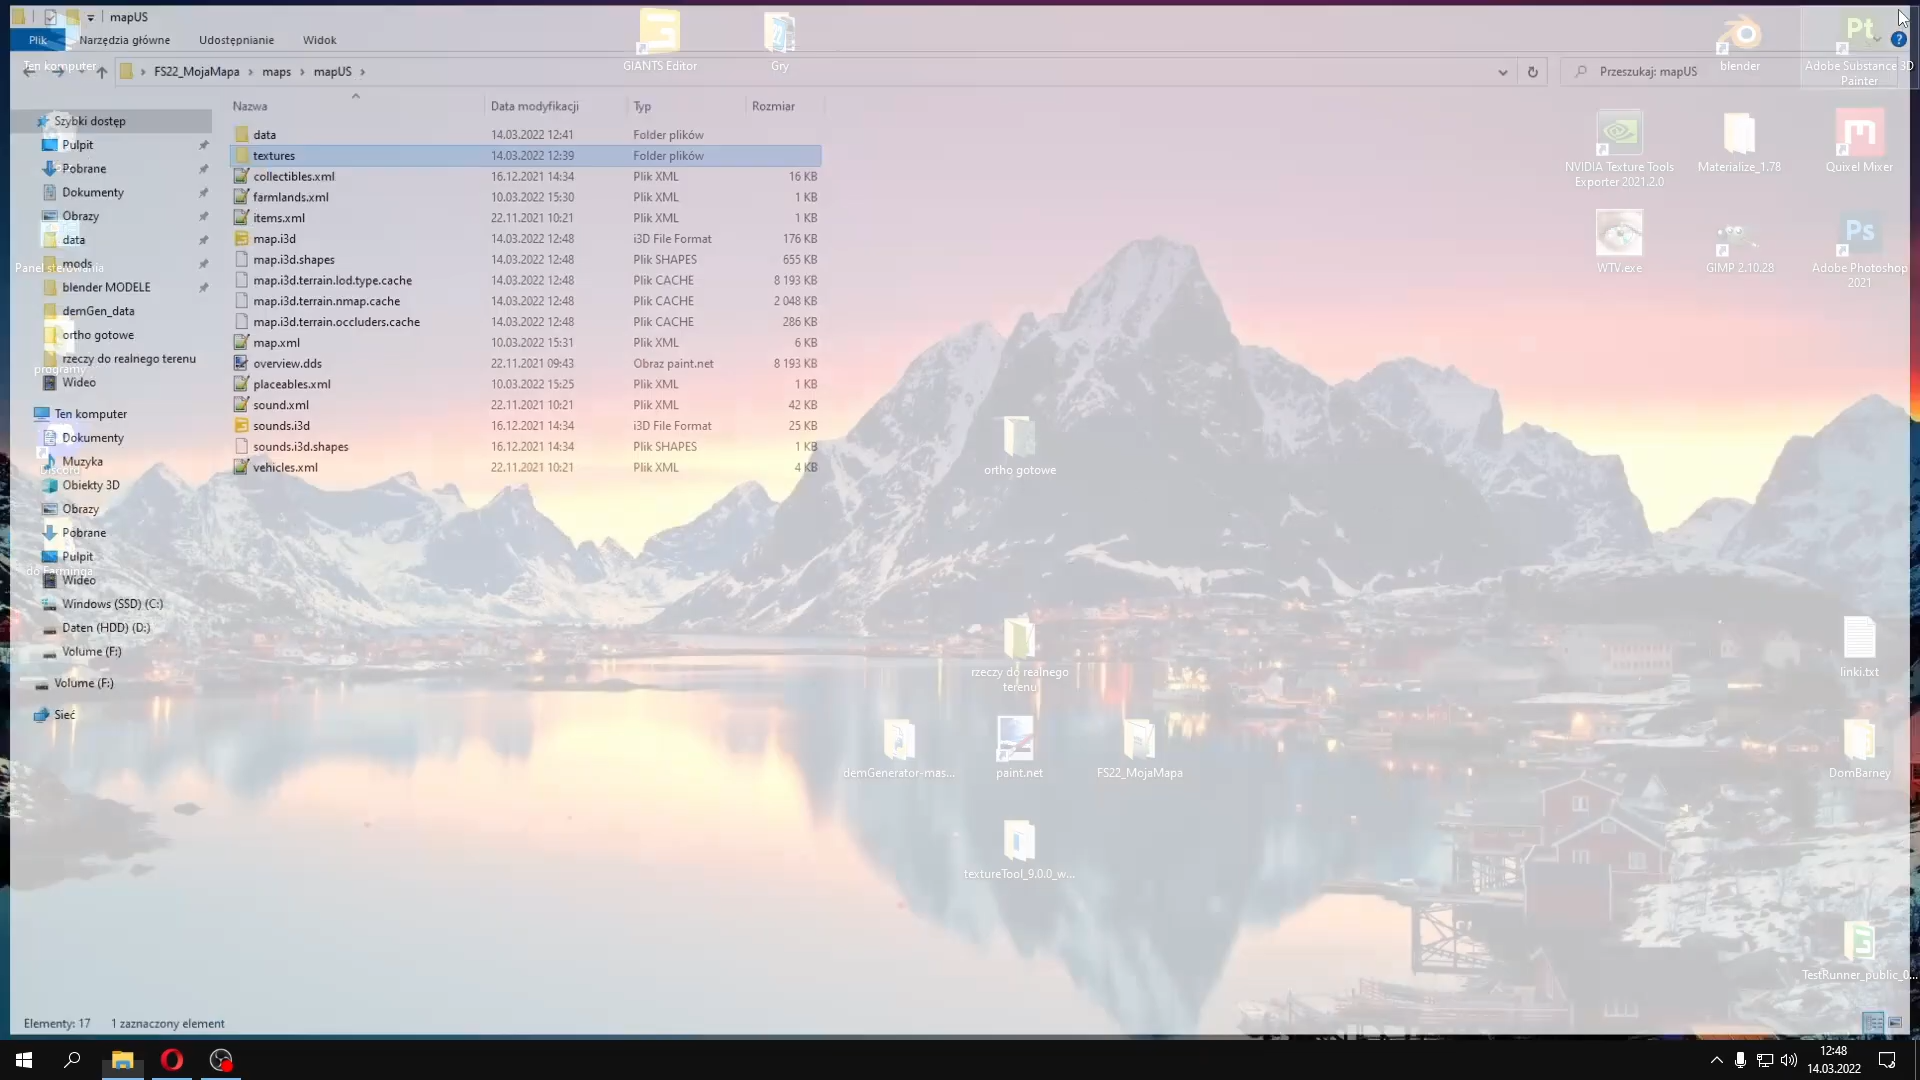 mapUS
Plik
Narzędzia główne
Udostępnianie
Widok
FS22_MojaMapa
maps
mapUS
Przeszukaj: mapUS
Nazwa
Data modyfikacji
Typ
Rozmiar
data 14.03.2022 12:41 Folder plików
textures 14.03.2022 12:39 Folder plików
collectibles.xml 16.12.2021 14:34 Plik XML 16 KB
farmlands.xml 10.03.2022 15:30 Plik XML 1 KB
items.xml 22.11.2021 10:21 Plik XML 1 KB
map.i3d 14.03.2022 12:48 i3D File Format 176 KB
map.i3d.shapes 14.03.2022 12:48 Plik SHAPES 655 KB
map.i3d.terrain.lod.type.cache 14.03.2022 12:48 Plik CACHE 8 193 KB
map.i3d.terrain.nmap.cache 14.03.2022 12:48 Plik CACHE 2 048 KB
map.i3d.terrain.occluders.cache 14.03.2022 12:48 Plik CACHE 286 KB
map.xml 10.03.2022 15:31 Plik XML 6 KB
overview.dds 22.11.2021 09:43 Obraz paint.net 8 193 KB
placeables.xml 10.03.2022 15:25 Plik XML 1 KB
sound.xml 22.11.2021 10:21 Plik XML 42 KB
sounds.i3d 16.12.2021 14:34 i3D File Format 25 KB
sounds.i3d.shapes 16.12.2021 14:34 Plik SHAPES 1 KB
vehicles.xml 22.11.2021 10:21 Plik XML 4 KB
Szybki dostęp
Pulpit
Pobrane
Dokumenty
Obrazy
data
mods
blender MODELE
demGen_data
ortho gotowe
rzeczy do realnego terenu
Wideo
Ten komputer
Dokumenty
Muzyka
Obiekty 3D
Obrazy
Pobrane
Pulpit
Wideo
Windows (SSD) (C:)
Daten (HDD) (D:)
Volume (F:)
Volume (F:)
Sieć
Ten komputer
Panel sterowania
programy
Discord
do Farminga
GIANTS Editor
Gry
blender
Pt
Adobe Substance 3D
Painter
NVIDIA Texture Tools
Exporter 2021.2.0
Materialize_1.78
Quixel Mixer
WTV.exe
GIMP 2.10.28
Ps
Adobe Photoshop
2021
ortho gotowe
rzeczy do realnego
terenu
linki.txt
demGenerator-mas...
paint.net
FS22_MojaMapa
DomBarney
textureTool_9.0.0_w...
TestRunner_public_0...
Elementy: 17
1 zaznaczony element
12:48
14.03.2022